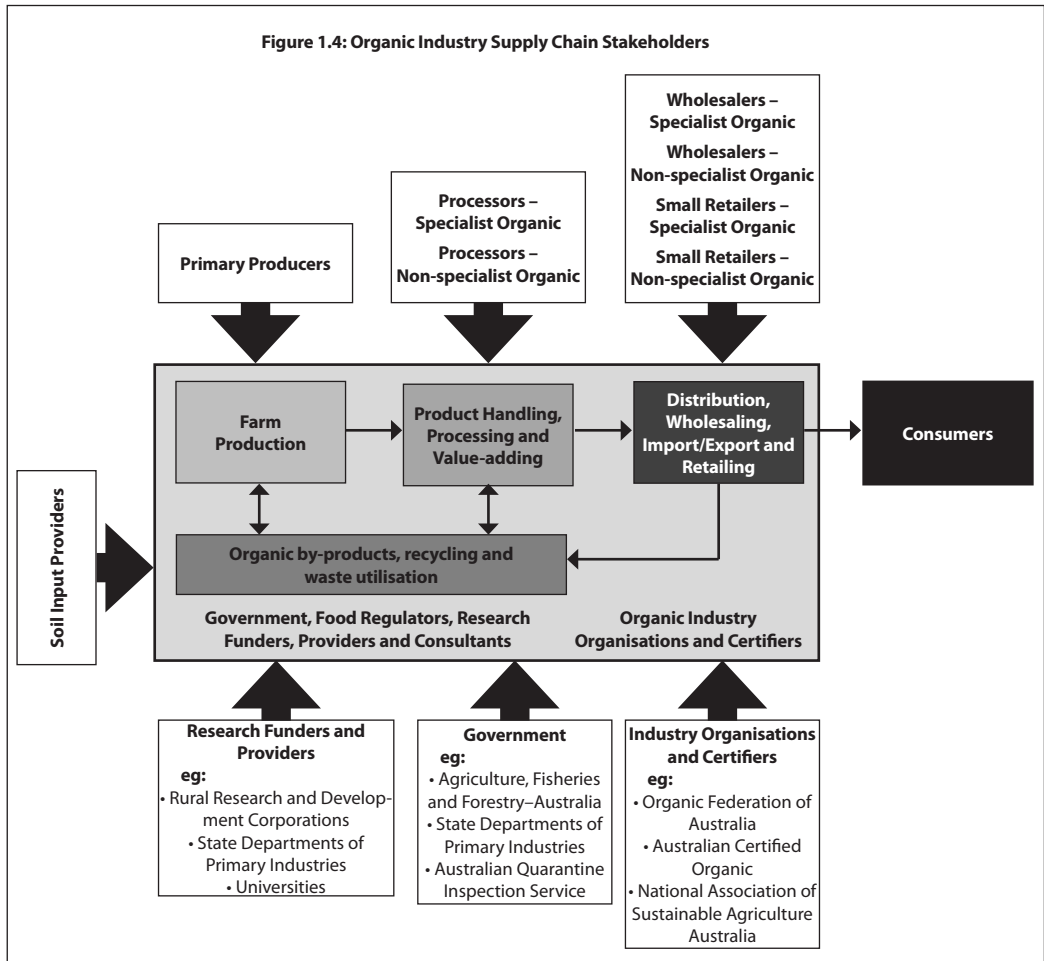 Figure 1.4: Organic Industry Supply Chain Stakeholders
Wholesalers –
Specialist Organic
Wholesalers –
Non-specialist Organic
Small Retailers –
Specialist Organic
Small Retailers –
Non-specialist Organic
Processors –
Specialist Organic
Processors –
Non-specialist Organic
Primary Producers
Farm
Production
Product Handling,
Processing and
Value-adding
Distribution,
Wholesaling,
Import/Export and
Retailing
Consumers
Soil Input Providers
Organic by-products, recycling and
waste utilisation
Government, Food Regulators, Research
Funders, Providers and Consultants
Organic Industry
Organisations and Certifiers
Research Funders and
Providers
eg:
• Rural Research and Develop-
ment Corporations
• State Departments of
Primary Industries
• Universities
Government
eg:
• Agriculture, Fisheries
and Forestry–Australia
• State Departments of
Primary Industries
• Australian Quarantine
Inspection Service
Industry Organisations
and Certifiers
eg:
• Organic Federation of
Australia
• Australian Certified
Organic
• National Association of
Sustainable Agriculture
Australia